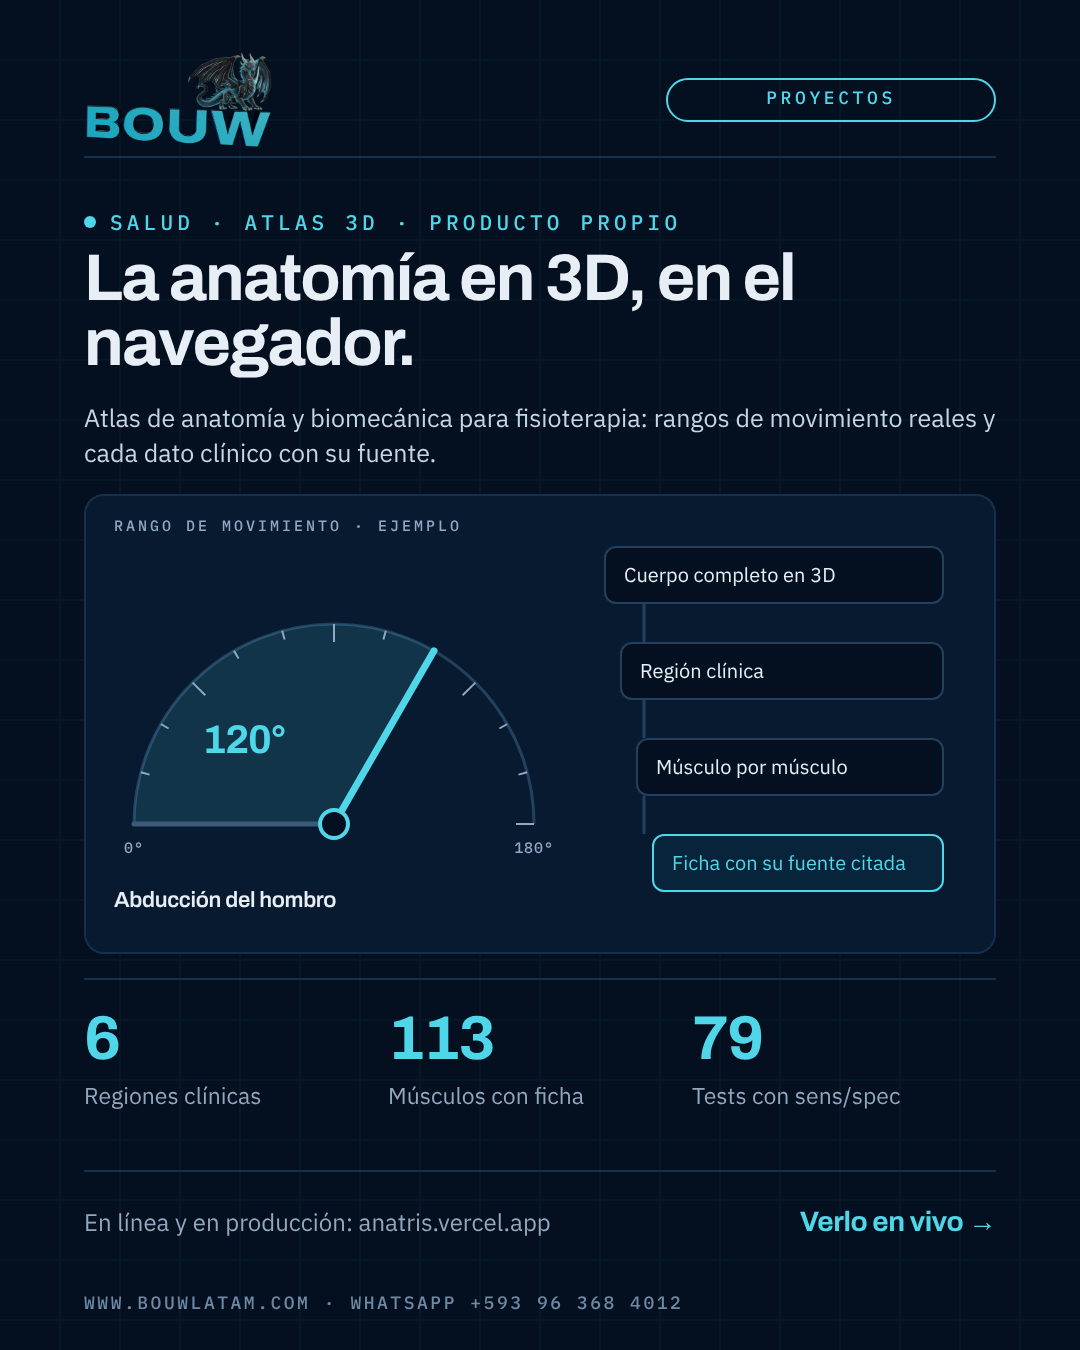 BOUW
PROYECTOS
SALUD · ATLAS 3D · PRODUCTO PROPIO
La anatomía en 3D, en el
navegador.
Atlas de anatomía y biomecánica para fisioterapia: rangos de movimiento reales y
cada dato clínico con su fuente.
RANGO DE MOVIMIENTO · EJEMPLO
120°
0°
180°
Abducción del hombro
Cuerpo completo en 3D
Región clínica
Músculo por músculo
Ficha con su fuente citada
6
Regiones clínicas
113
Músculos con ficha
79
Tests con sens/spec
En línea y en producción: anatris.vercel.app
Verlo en vivo →
WWW.BOUWLATAM.COM · WHATSAPP +593 96 368 4012